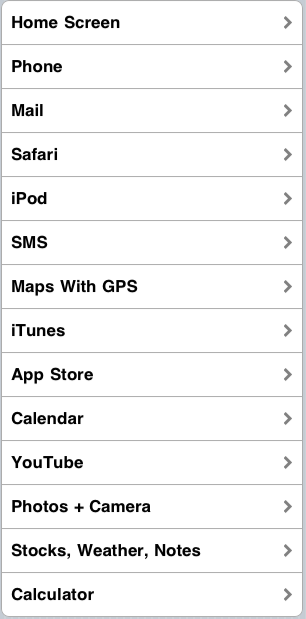 Home Screen
Phone
Mail
Safari
iPod
SMS
Maps With GPS
iTunes
App Store
Calendar
YouTube
Photos + Camera
Stocks, Weather, Notes
Calculator